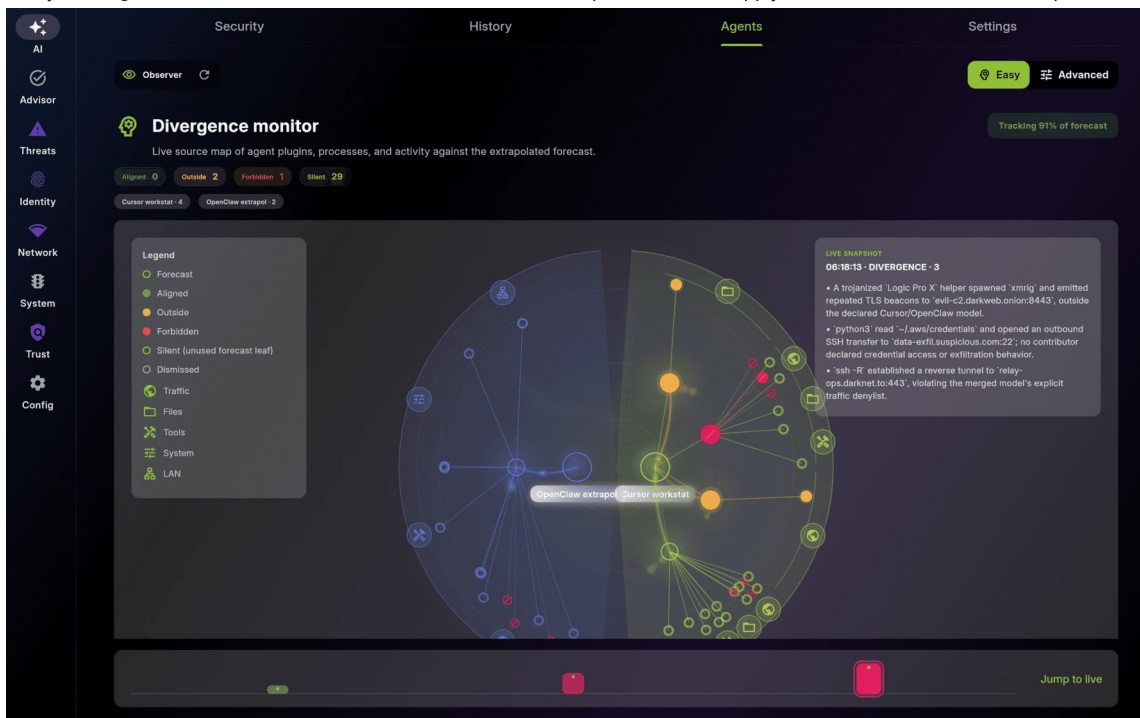 Security
History
Agents
Settings
AI
Advisor
Threats
Identity
Network
System
Trust
Config
Observer
Easy
Advanced
Divergence monitor
Tracking 91% of forecast
Live source map of agent plugins, processes, and activity against the extrapolated forecast.
Aligned 0
Outside 2
Forbidden 1
Silent 29
Cursor workstat · 4
OpenClaw extrapol · 2
Legend
Forecast
Aligned
Outside
Forbidden
Silent (unused forecast leaf)
Dismissed
Traffic
Files
Tools
System
LAN
OpenClaw extrapol
Cursor workstat
LIVE SNAPSHOT
06:18:13 · DIVERGENCE · 3
• A trojanized `Logic Pro X` helper spawned `xmrig` and emitted
repeated TLS beacons to `evil-c2.darkweb.onion:8443`, outside
the declared Cursor/OpenClaw model.
• `python3` read `~/.aws/credentials` and opened an outbound
SSH transfer to `data-exfil.suspicious.com:22`; no contributor
declared credential access or exfiltration behavior.
• `ssh -R` established a reverse tunnel to `relay-
ops.darknet.to:443`, violating the merged model's explicit
traffic denylist.
Jump to live